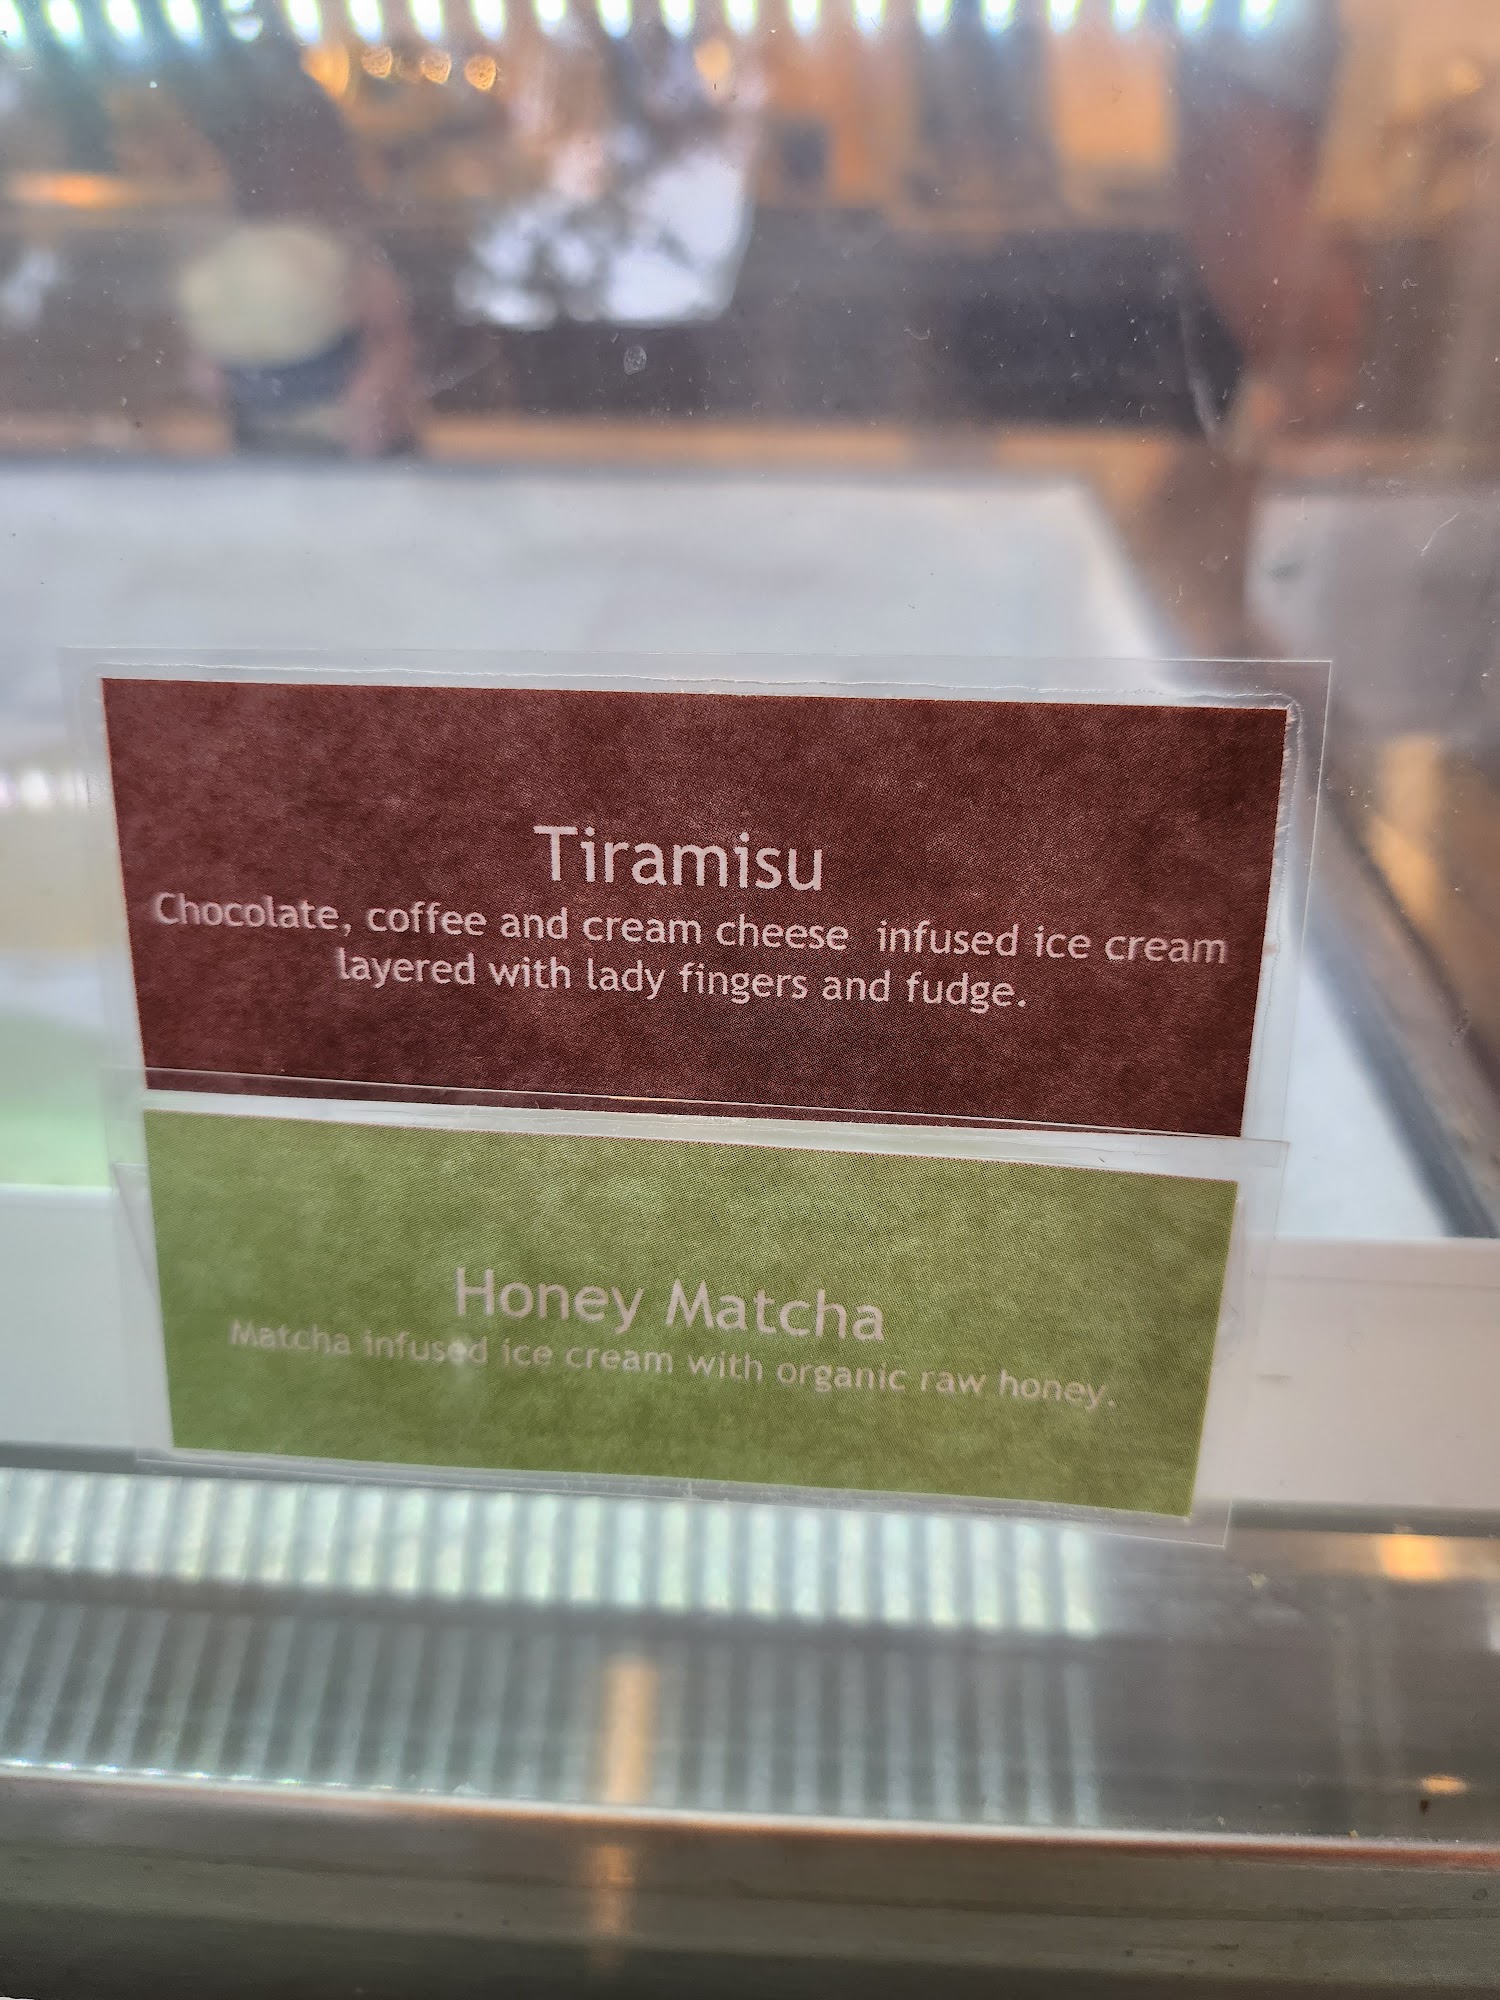 Tiramisu
Chocolate, coffee and cream cheese infused ice cream
layered with lady fingers and fudge.
Honey Matcha
Matcha infused ice cream with organic raw honey.